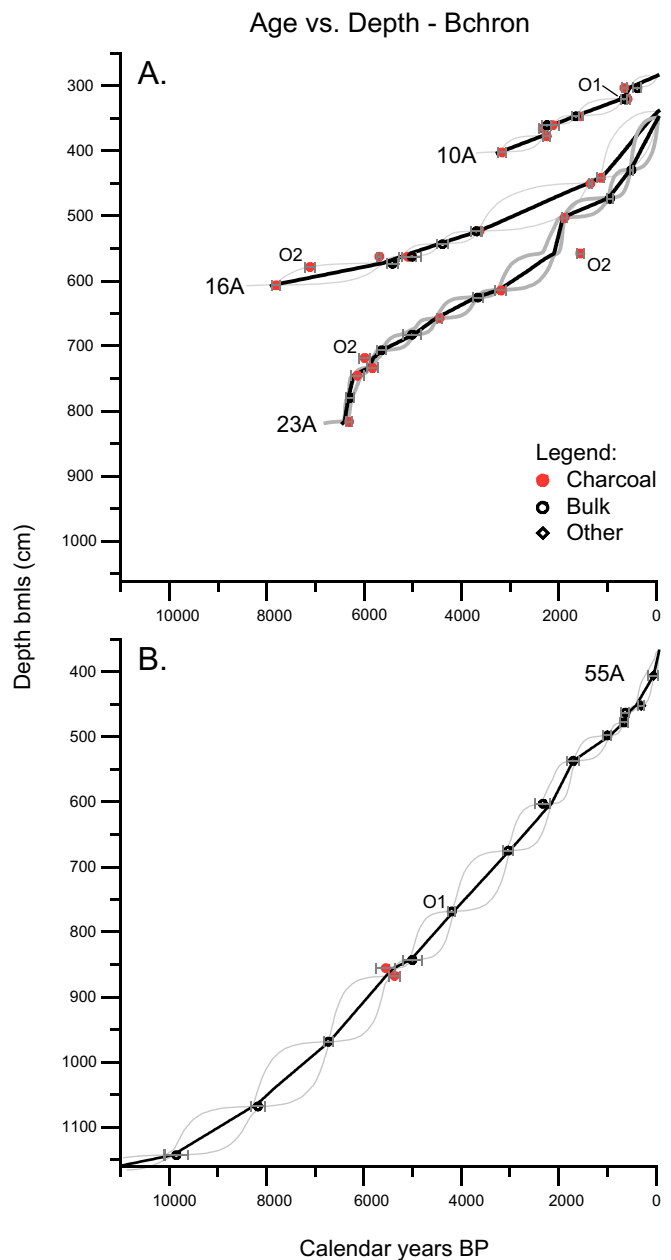 Age vs. Depth - Bchron
A.
300
O1
400
10A
500
O2
O2
600
16A
700
O2
800
23A
Legend:
Charcoal
900
Bulk
Other
1000
10000 8000 6000 4000 2000 0
Depth bmls (cm)
B.
400
55A
500
600
700
O1
800
900
1000
1100
10000 8000 6000 4000 2000 0
Calendar years BP